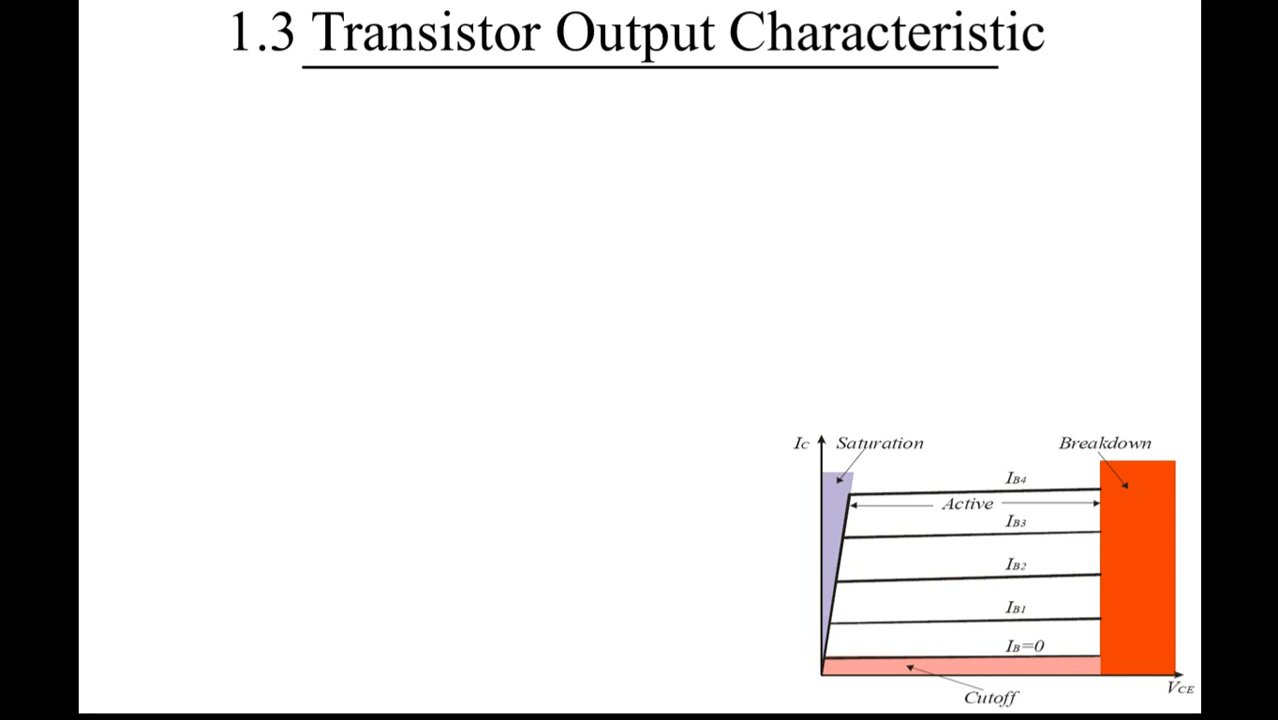 1.3 Transistor Output Characteristic
Ic Saturation Breakdown
IB4
Active
IB3
IB2
IB1
IB=0
VCE
Cutoff